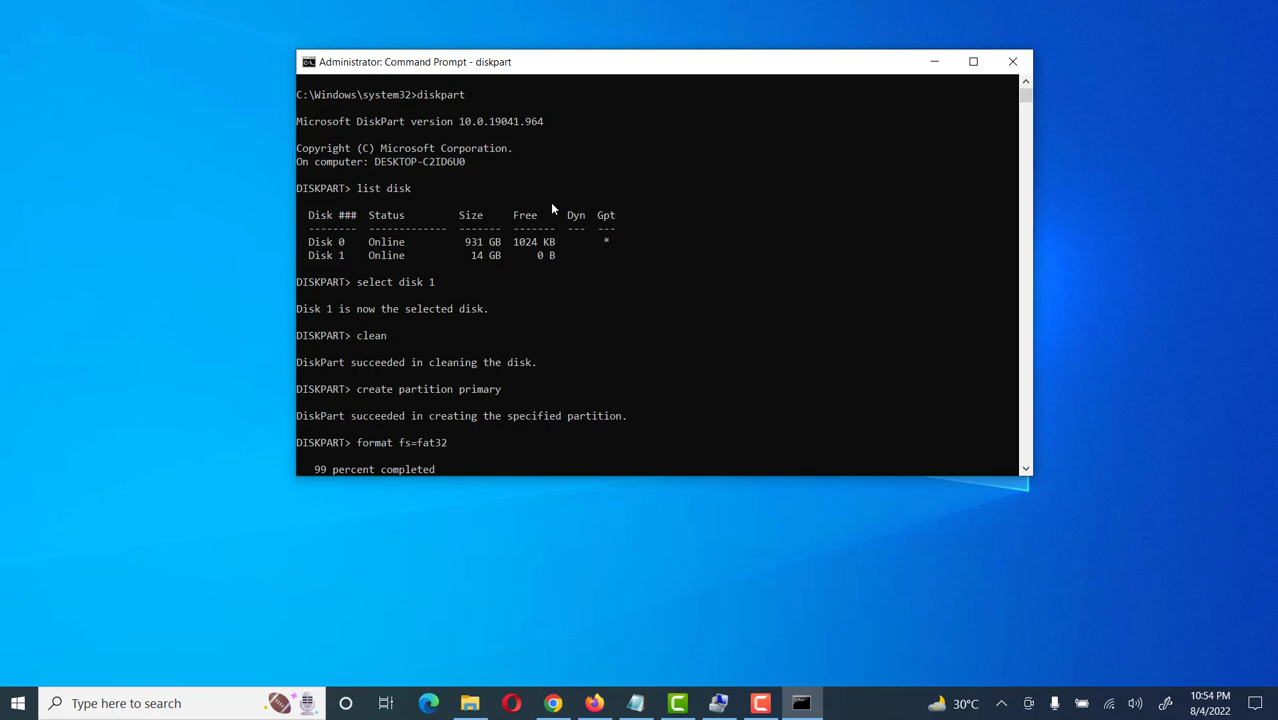 Administrator: Command Prompt - diskpart
C:\Windows\system32>diskpart
Microsoft DiskPart version 10.0.19041.964
Copyright (C) Microsoft Corporation.
On computer: DESKTOP-C2ID6U0
DISKPART> list disk
Disk ### Status Size Free Dyn Gpt
-------- ------------- ------- ------- --- ---
Disk 0 Online 931 GB 1024 KB *
Disk 1 Online 14 GB 0 B
DISKPART> select disk 1
Disk 1 is now the selected disk.
DISKPART> clean
DiskPart succeeded in cleaning the disk.
DISKPART> create partition primary
DiskPart succeeded in creating the specified partition.
DISKPART> format fs=fat32
99 percent completed
Type here to search
30°C
10:54 PM
8/4/2022